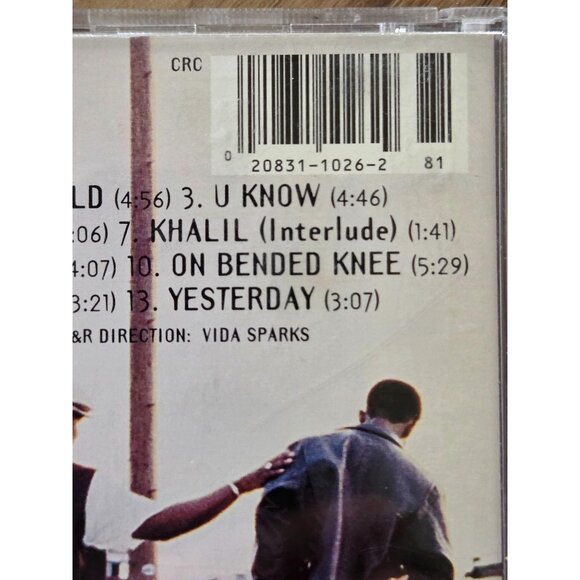 CRC
0 20831-1026-2 81
LD (4:56) 3. U KNOW (4:46)
:06) 7. KHALIL (Interlude) (1:41)
4:07) 10. ON BENDED KNEE (5:29)
3:21) 13. YESTERDAY (3:07)
&R DIRECTION: VIDA SPARKS